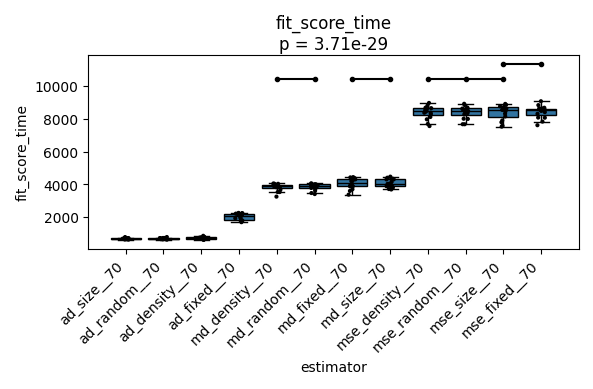 fit_score_time
p = 3.71e-29
fit_score_time
10000
8000
6000
4000
2000
ad_size__70
ad_random__70
ad_density__70
ad_fixed__70
md_density__70
md_random__70
md_fixed__70
md_size__70
mse_density__70
mse_random__70
mse_size__70
mse_fixed__70
estimator